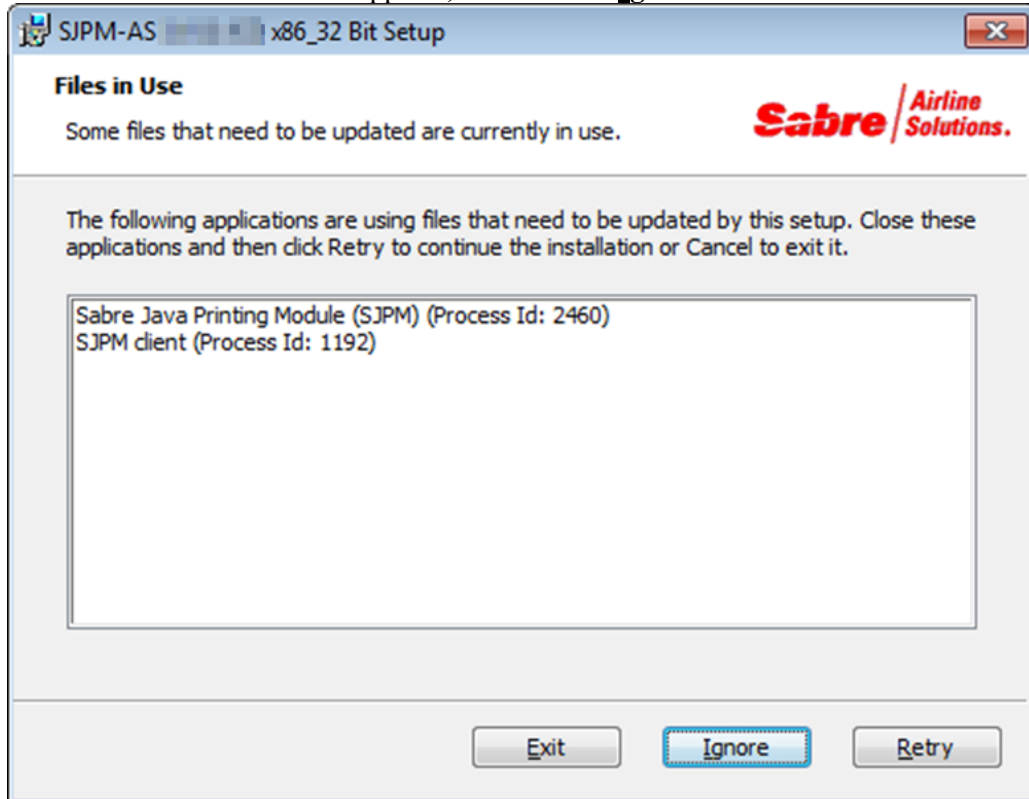 SJPM-AS x86_32 Bit Setup
Files in Use
Some files that need to be updated are currently in use.
Sabre Airline Solutions.
The following applications are using files that need to be updated by this setup. Close these
applications and then click Retry to continue the installation or Cancel to exit it.
Sabre Java Printing Module (SJPM) (Process Id: 2460)
SJPM client (Process Id: 1192)
Exit Ignore Retry